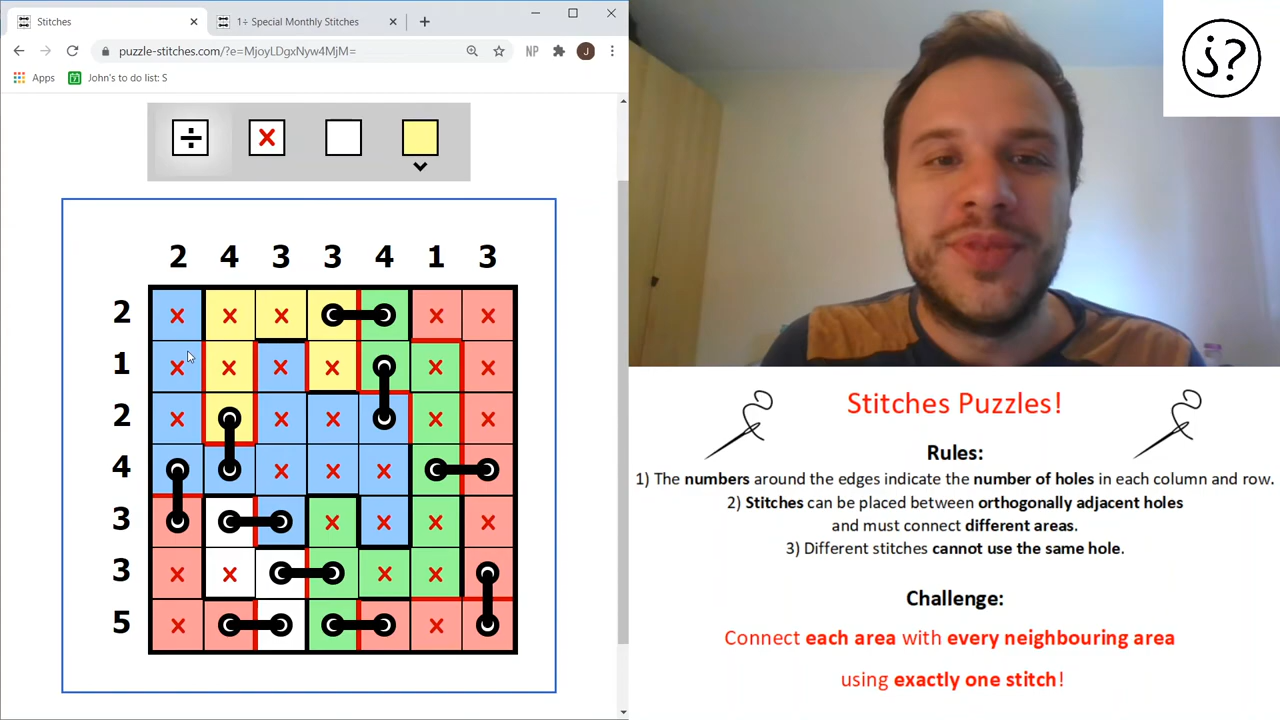 Stitches
1÷ Special Monthly Stitches
puzzle-stitches.com/?e=MjoyLDgxNyw4MjM=
NP
J
Apps
John's to do list: S
j?
÷ ×
2 4 3 3 4 1 3
2
1
2
4
3
3
5
Stitches Puzzles!
Rules:
1) The numbers around the edges indicate the number of holes in each column and row.
2) Stitches can be placed between orthogonally adjacent holes
and must connect different areas.
3) Different stitches cannot use the same hole.
Challenge:
Connect each area with every neighbouring area
using exactly one stitch!